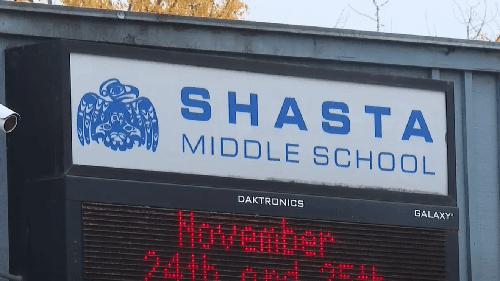 SHASTA
MIDDLE SCHOOL
DAKTRONICS
GALAXY
November
24th and 25th